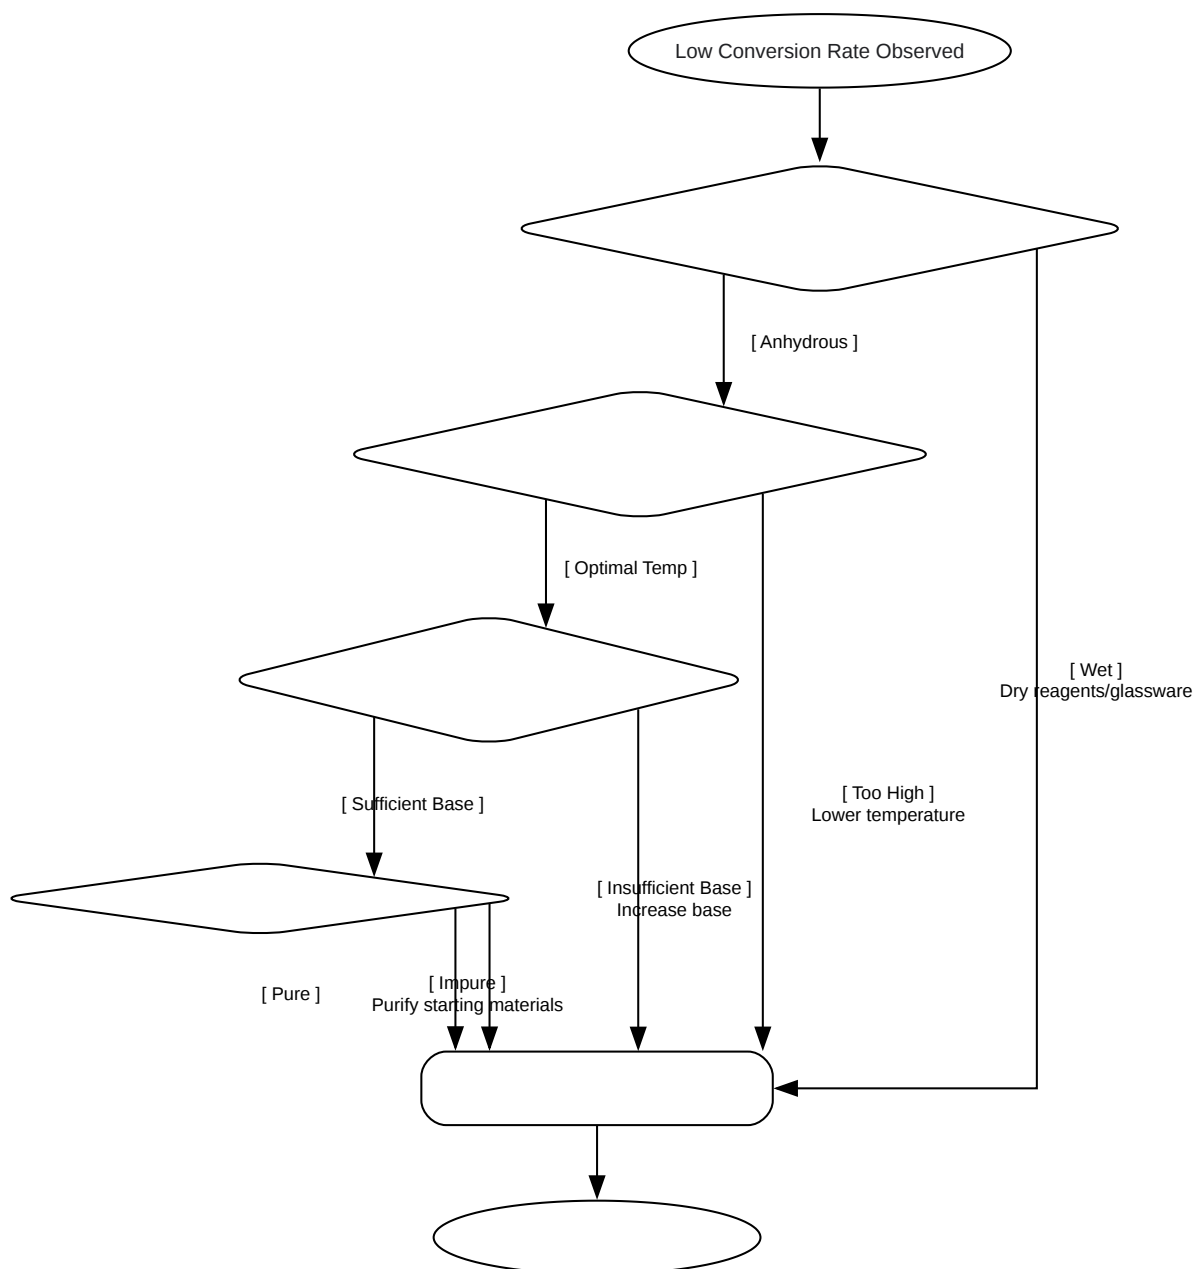 Low Conversion Rate Observed
[ Anhydrous ]
[ Optimal Temp ]
[ Wet ]
Dry reagents/glassware
[ Too High ]
Lower temperature
[ Sufficient Base ]
[ Insufficient Base ]
Increase base
[ Pure ]
[ Impure ]
Purify starting materials